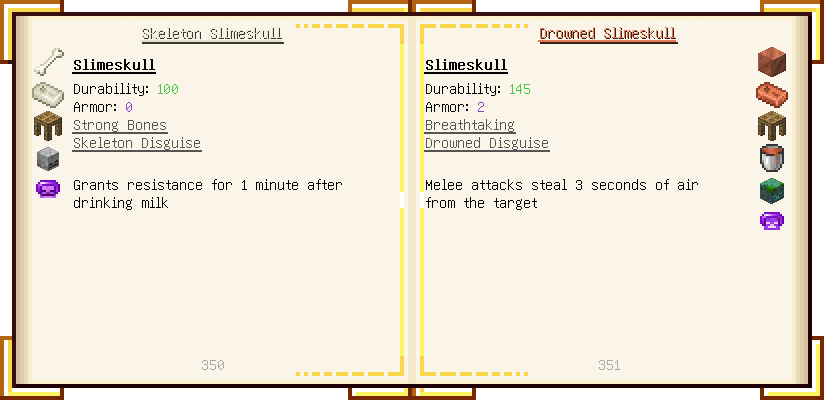 Skeleton Slimeskull
Slimeskull
Durability: 100
Armor: 0
Strong Bones
Skeleton Disguise
Grants resistance for 1 minute after
drinking milk
350
Drowned Slimeskull
Slimeskull
Durability: 145
Armor: 2
Breathtaking
Drowned Disguise
Melee attacks steal 3 seconds of air
from the target
351